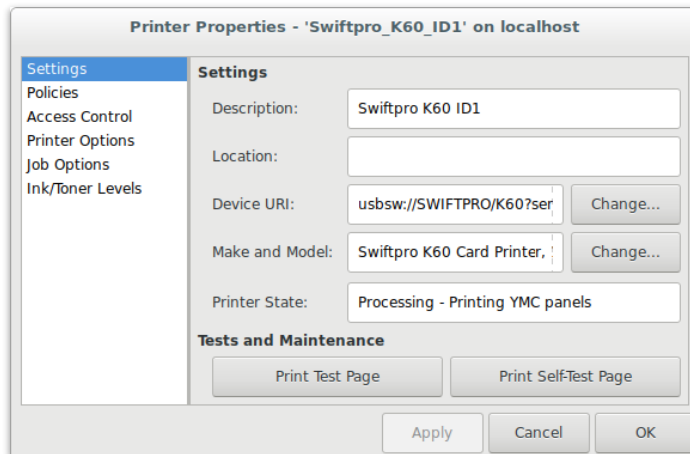 Printer Properties - 'Swiftpro_K60_ID1' on localhost
Settings
Policies
Access Control
Printer Options
Job Options
Ink/Toner Levels
Settings
Description: Swiftpro K60 ID1
Location:
Device URI: usbsw://SWIFTPRO/K60?ser Change...
Make and Model: Swiftpro K60 Card Printer, Change...
Printer State: Processing - Printing YMC panels
Tests and Maintenance
Print Test Page Print Self-Test Page
Apply Cancel OK